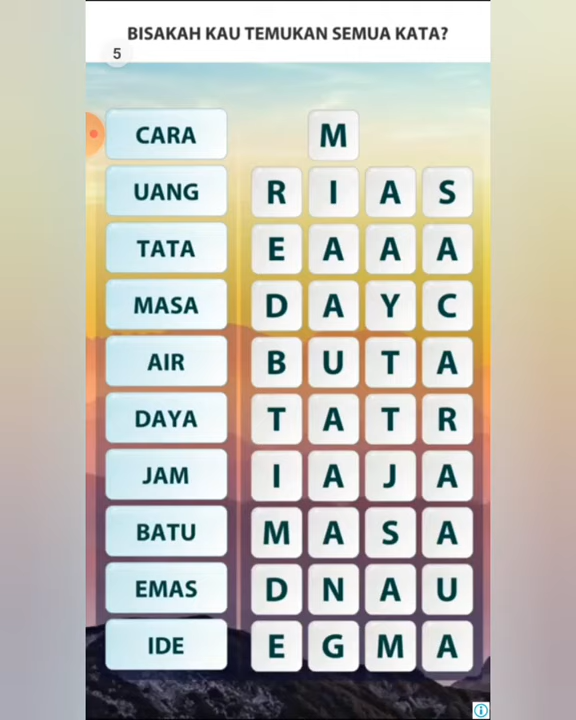 BISAKAH KAU TEMUKAN SEMUA KATA?
5
CARA
UANG
TATA
MASA
AIR
DAYA
JAM
BATU
EMAS
IDE
M
R I A S
E A A A
D A Y C
B U T A
T A T R
I A J A
M A S A
D N A U
E G M A